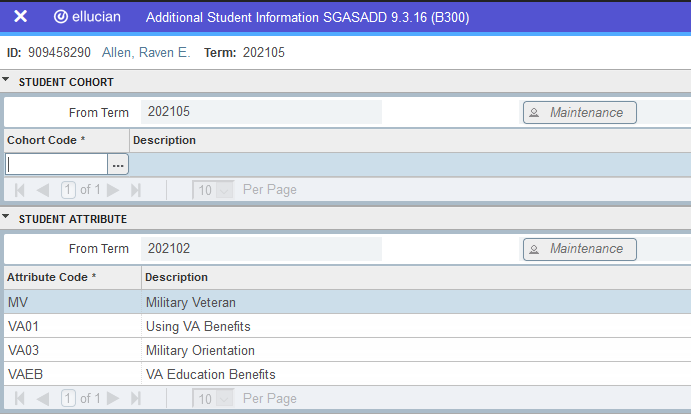 ellucian Additional Student Information SGASADD 9.3.16 (B300)
ID: 909458290 Allen, Raven E. Term: 202105
STUDENT COHORT
From Term 202105 Maintenance
Cohort Code * Description
...
1 of 1 10 Per Page
STUDENT ATTRIBUTE
From Term 202102 Maintenance
Attribute Code * Description
MV Military Veteran
VA01 Using VA Benefits
VA03 Military Orientation
VAEB VA Education Benefits
1 of 1 10 Per Page